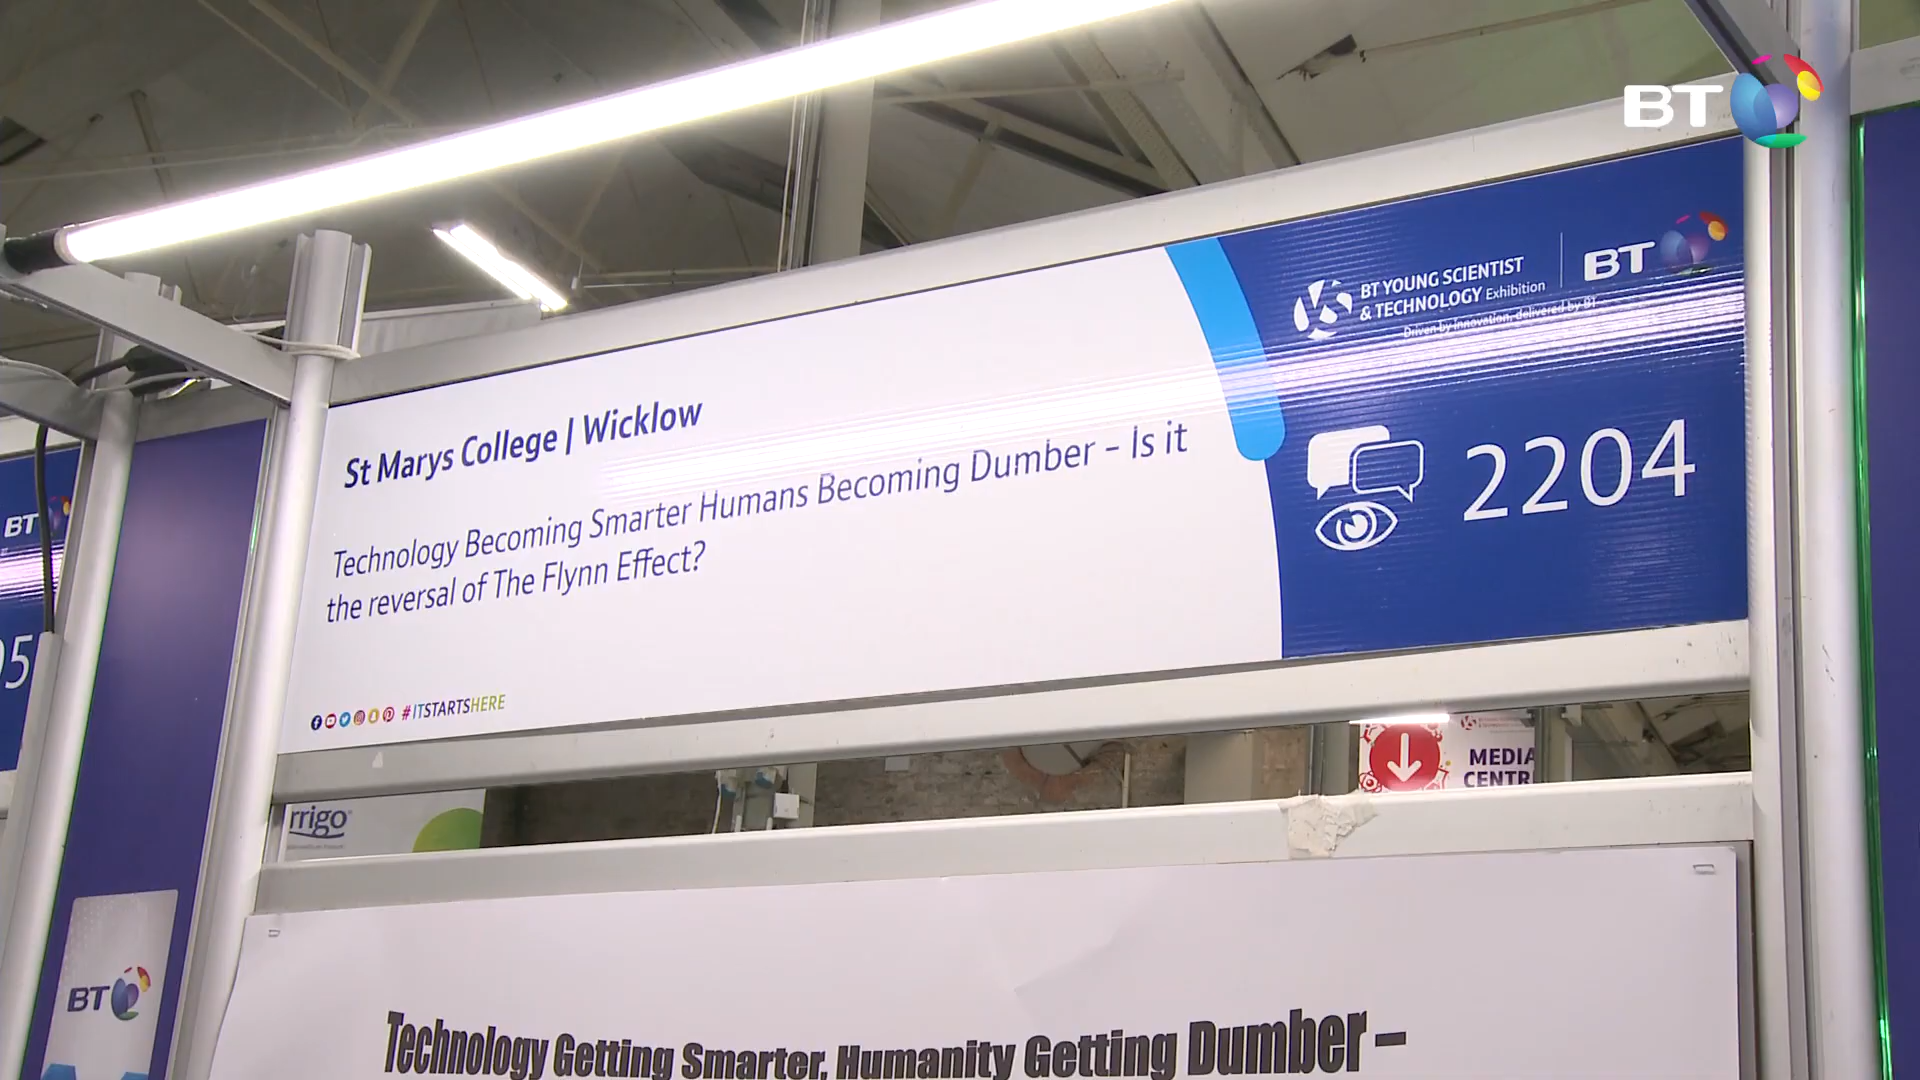 BT
BT YOUNG SCIENTIST
& TECHNOLOGY Exhibition
Driven by innovation, delivered by BT
BT
St Marys College | Wicklow
Technology Becoming Smarter Humans Becoming Dumber – Is it
the reversal of The Flynn Effect?
2204
#ITSTARTSHERE
BT
05
MEDIA
CENTR
rrigo
BT
Technology Getting Smarter, Humanity Getting Dumber –